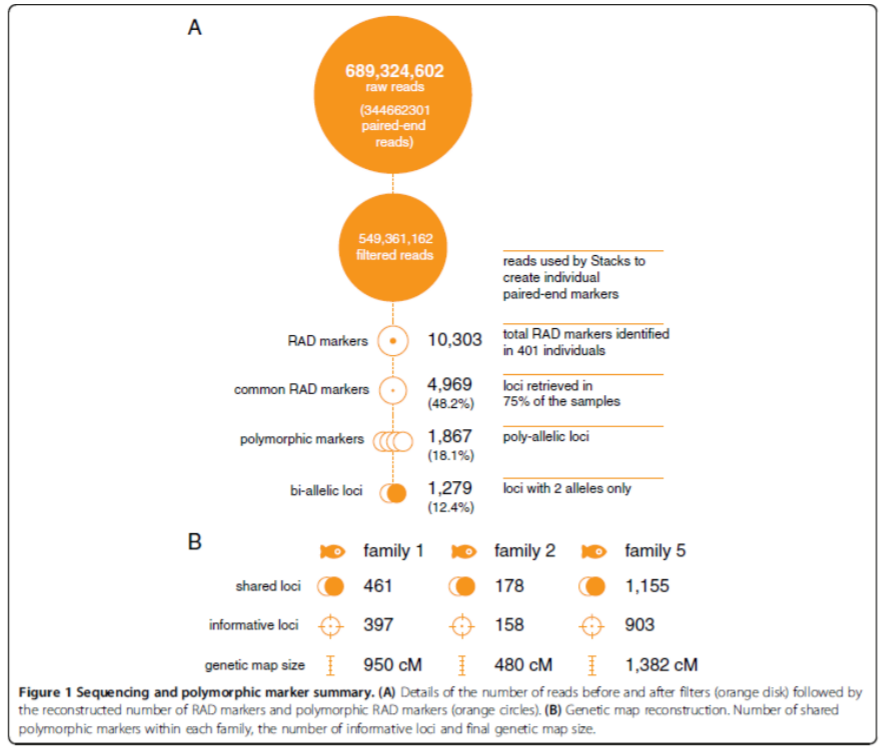 A
689,324,602
raw reads
(344662301
paired-end
reads)
549,361,162
filtered reads
reads used by Stacks to
create individual
paired-end markers
RAD markers 10,303 total RAD markers identified
in 401 individuals
common RAD markers 4,969 loci retrieved in
(48.2%) 75% of the samples
polymorphic markers 1,867 poly-allelic loci
(18.1%)
bi-allelic loci 1,279 loci with 2 alleles only
(12.4%)
B
family 1 family 2 family 5
shared loci 461 178 1,155
informative loci 397 158 903
genetic map size 950 cM 480 cM 1,382 cM
Figure 1 Sequencing and polymorphic marker summary. (A) Details of the number of reads before and after filters (orange disk) followed by
the reconstructed number of RAD markers and polymorphic RAD markers (orange circles). (B) Genetic map reconstruction. Number of shared
polymorphic markers within each family, the number of informative loci and final genetic map size.